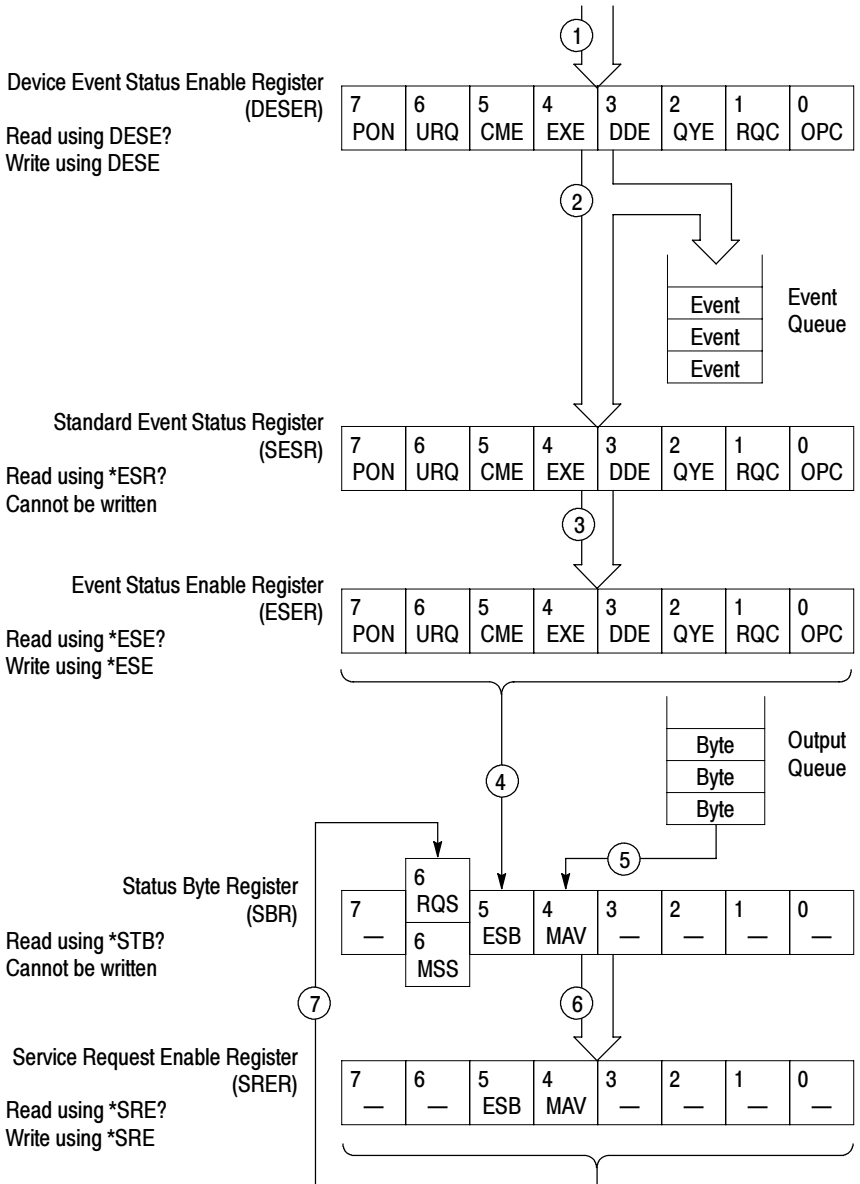 1
Device Event Status Enable Register
(DESER)
Read using DESE?
Write using DESE
7 6 5 4 3 2 1 0
PON URQ CME EXE DDE QYE RQC OPC
2
Event
Event
Event
Event
Queue
Standard Event Status Register
(SESR)
Read using *ESR?
Cannot be written
7 6 5 4 3 2 1 0
PON URQ CME EXE DDE QYE RQC OPC
3
Event Status Enable Register
(ESER)
Read using *ESE?
Write using *ESE
7 6 5 4 3 2 1 0
PON URQ CME EXE DDE QYE RQC OPC
4
Byte
Byte
Byte
Output
Queue
5
Status Byte Register
(SBR)
Read using *STB?
Cannot be written
7 — 
6 RQS
6 MSS
5 ESB
4 MAV
3 —
2 —
1 —
0 —
7
6
Service Request Enable Register
(SRER)
Read using *SRE?
Write using *SRE
7 6 5 4 3 2 1 0
— — ESB MAV — — — —